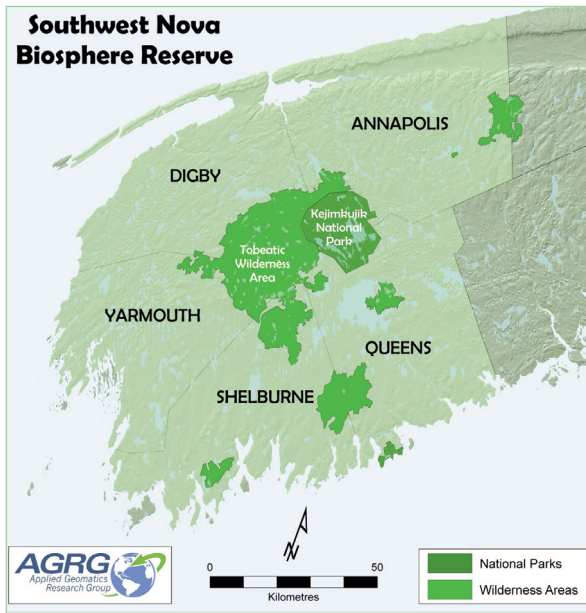 Southwest Nova
Biosphere Reserve
ANNAPOLIS
DIGBY
Kejimkujik
National
Park
Tobeatic
Wilderness
Area
YARMOUTH
QUEENS
SHELBURNE
N
AGRG
Applied Geomatics
Research Group
0 50
Kilometres
National Parks
Wilderness Areas